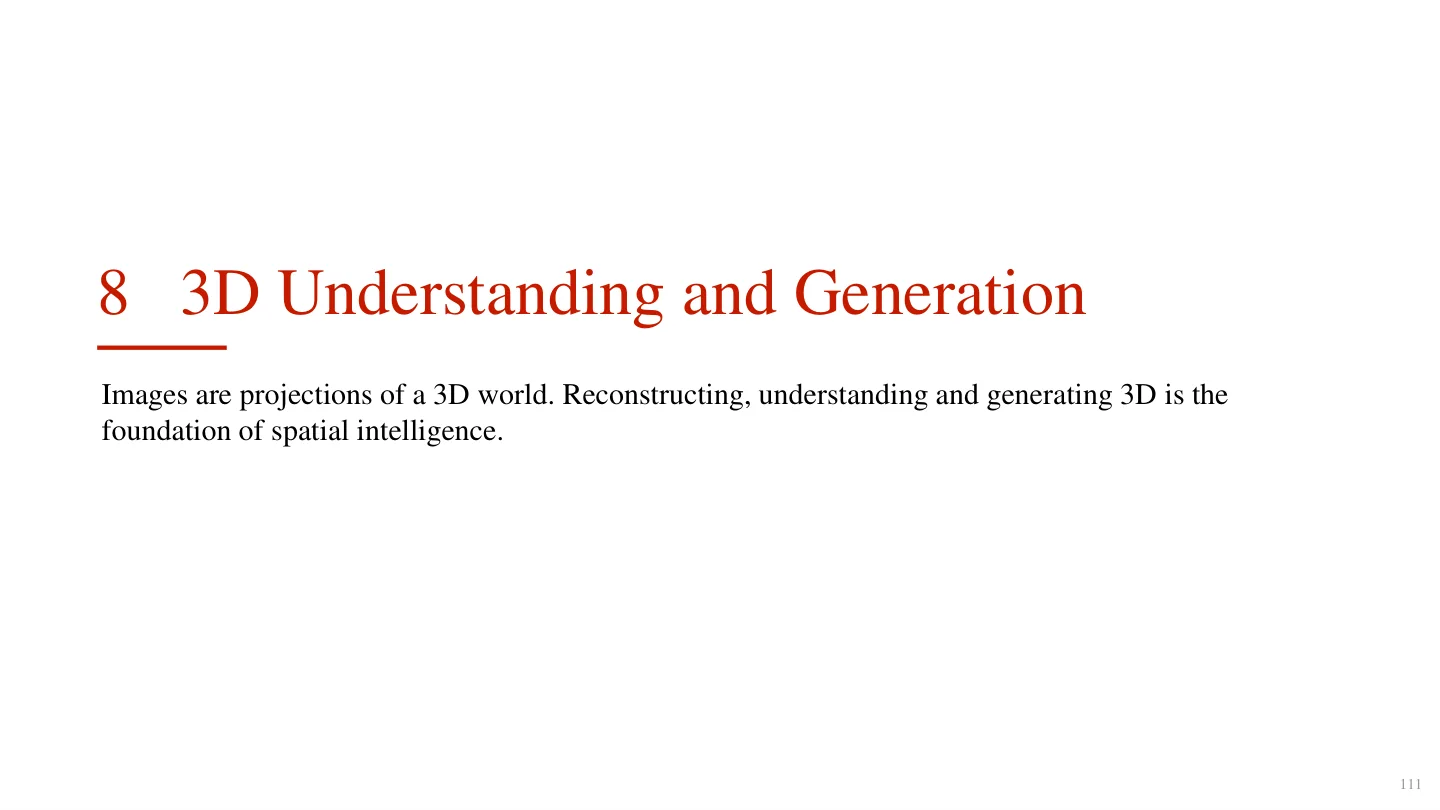 8 3D Understanding and Generation
Images are projections of a 3D world. Reconstructing, understanding and generating 3D is the
foundation of spatial intelligence.
111